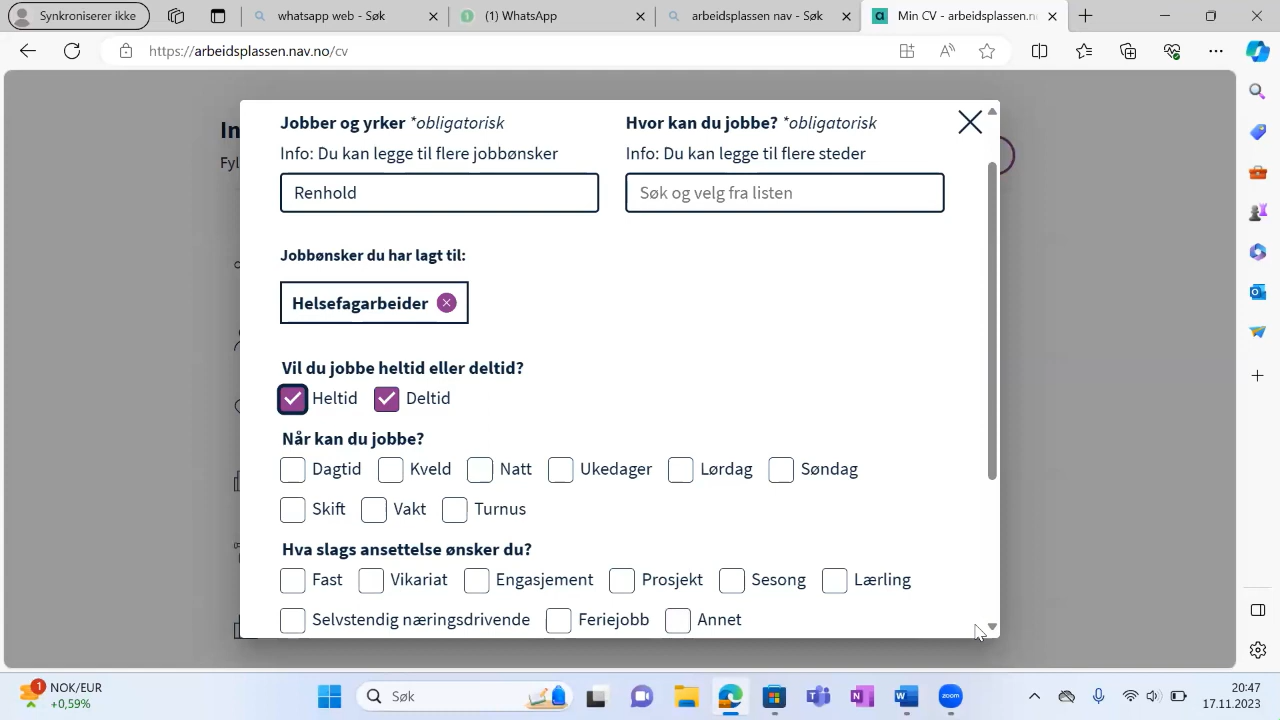 Synkroniserer ikke
whatsapp nev - Søk
(1) WhatsApp
arbeidsplassen nav - Søk
Min CV - arbeidsplassen.n
https://arbeidsplassen.nav.no/cv
In
Fyl
Jobber og yrker *obligatorisk
Hvor kan du jobbe? *obligatorisk
Info: Du kan legge til flere jobbønsker
Info: Du kan legge til flere steder
Renhold
Søk og velg fra listen
Jobbønsker du har lagt til:
Helsefagarbeider
Vil du jobbe heltid eller deltid?
Heltid Deltid
Når kan du jobbe?
Dagtid Kveld Natt Ukedager Lørdag Søndag
Skift Vakt Turnus
Hva slags ansettelse ønsker du?
Fast Vikariat Engasjement Prosjekt Sesong Lærling
Selvstendig næringsdrivende Feriejobb Annet
1
NOK/EUR
+0,59%
Søk
zoom
20:47
17.11.2023